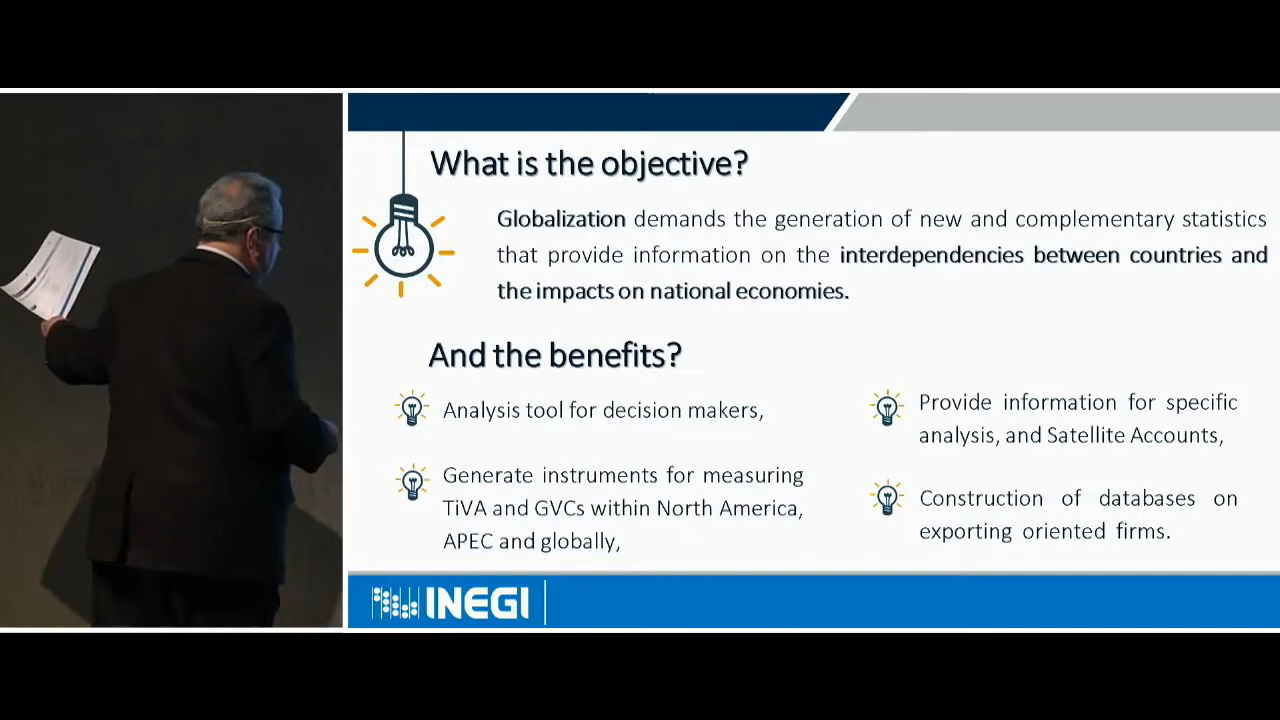 What is the objective?
Globalization demands the generation of new and complementary statistics
that provide information on the interdependencies between countries and
the impacts on national economies.
And the benefits?
Analysis tool for decision makers,
Generate instruments for measuring
TiVA and GVCs within North America,
APEC and globally,
Provide information for specific
analysis, and Satellite Accounts,
Construction of databases on
exporting oriented firms.
INEGI